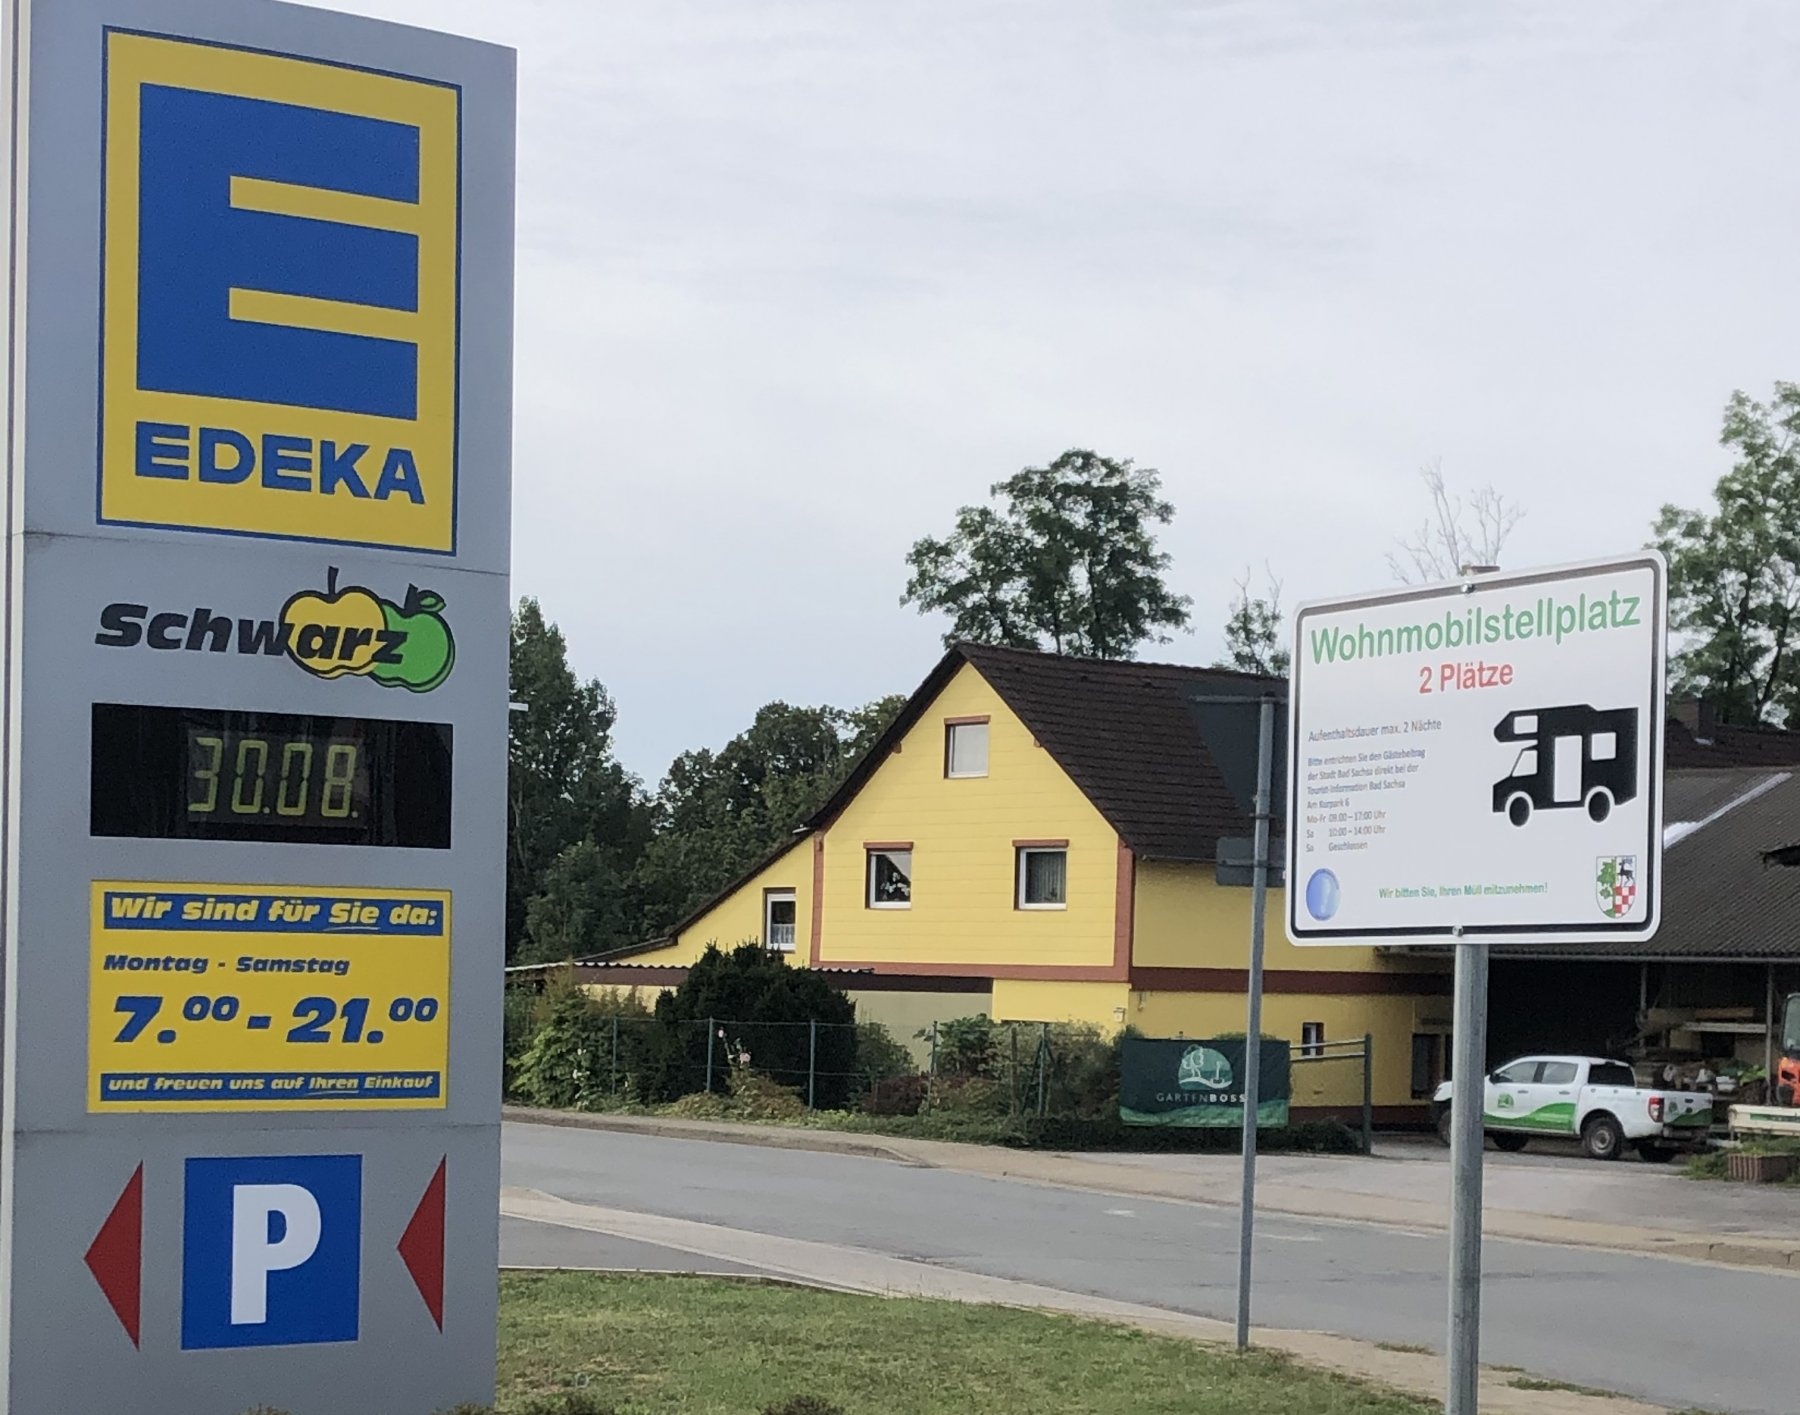 E
EDEKA
Schwarz
30.08.
Wir sind für Sie da:
Montag - Samstag
7.00 - 21.00
und freuen uns auf Ihren Einkauf
P
Wohnmobilstellplatz
2 Plätze
Aufenthaltsdauer max. 2 Nächte
Bitte entrichten Sie den Gästebeitrag
der Stadt Bad Sachsa direkt bei der
Tourist-Information Bad Sachsa
Am Kurpark 6
Mo-Fr 09:00 – 17:00 Uhr
Sa 10:00 – 14:00 Uhr
So Geschlossen
Wir bitten Sie, Ihren Müll mitzunehmen!
GARTENBOSS